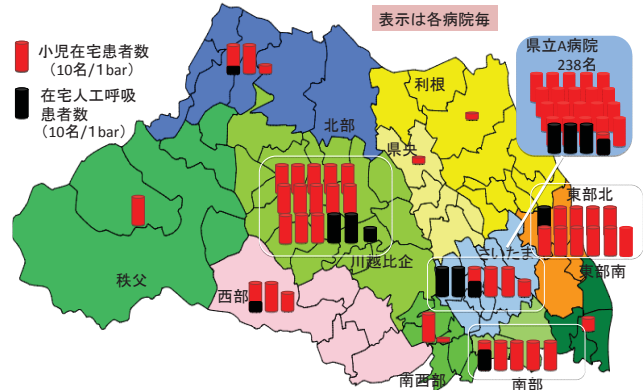 表示は各病院毎
小児在宅患者数
(10名/1bar)
在宅人工呼吸
患者数
(10名/1bar)
県立A病院
238名
利根
北部
県央
東部北
さいたま
川越比企
東部南
秩父
西部
南西部
南部